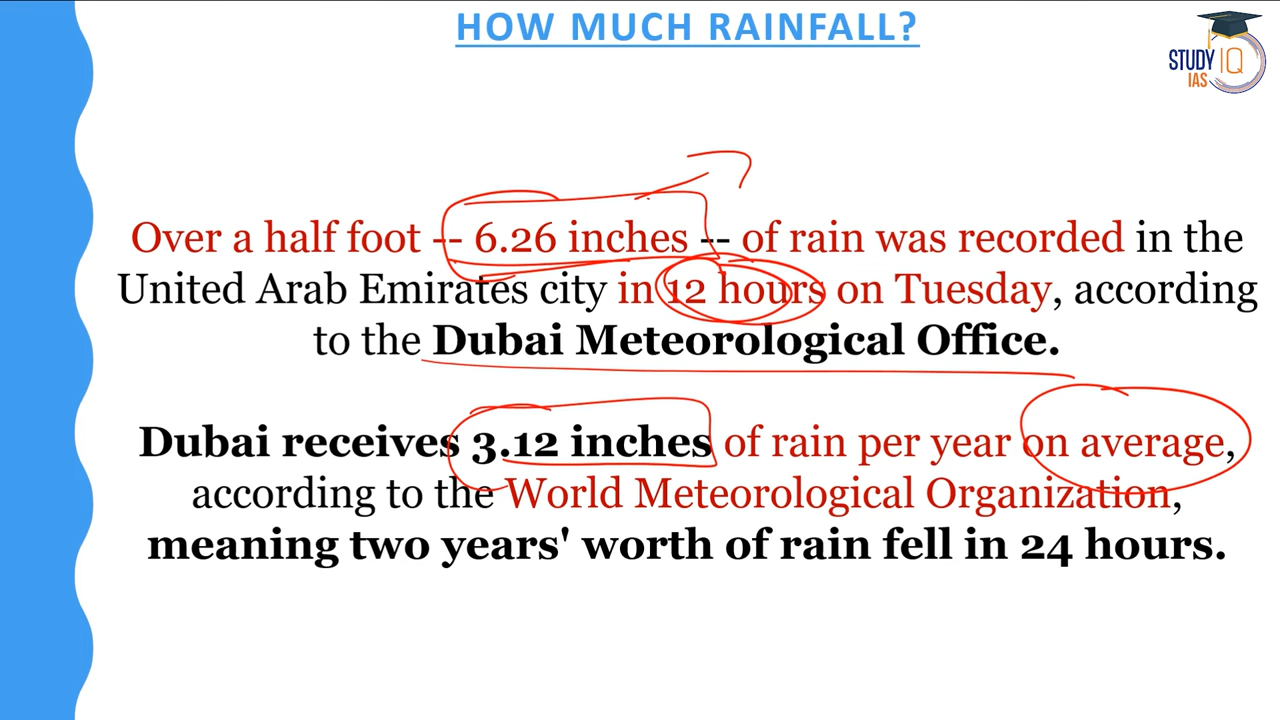 HOW MUCH RAINFALL?
STUDY IQ
IAS
Over a half foot -- 6.26 inches -- of rain was recorded in the
United Arab Emirates city in 12 hours on Tuesday, according
to the Dubai Meteorological Office.
Dubai receives 3.12 inches of rain per year on average,
according to the World Meteorological Organization,
meaning two years' worth of rain fell in 24 hours.